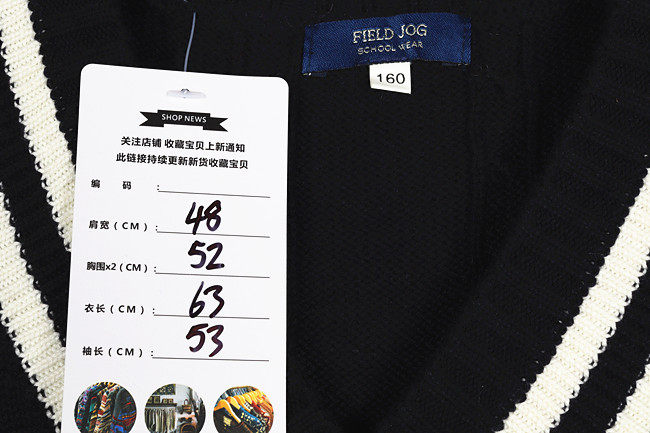 FIELD JOG
SCHOOL WEAR
160
SHOP NEWS
关注店铺 收藏宝贝上新通知
此链接持续更新新货收藏宝贝
编 码 :
肩宽(CM): 48
胸围x2(CM): 52
衣长(CM): 63
袖长(CM): 53